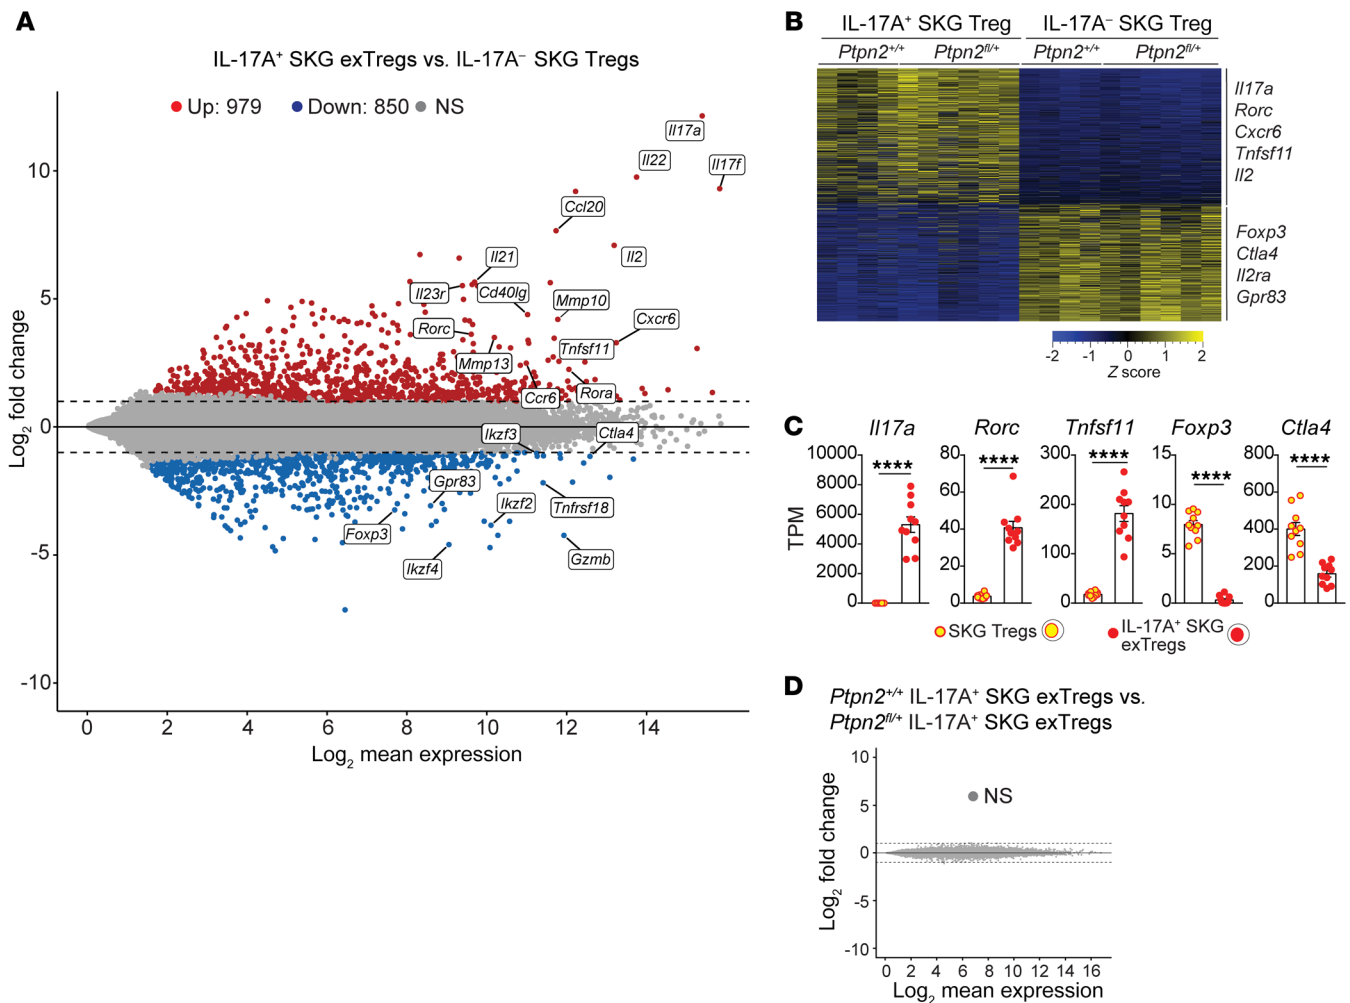 A
IL-17A⁺ SKG exTregs vs. IL-17A⁻ SKG Tregs
Up: 979 Down: 850 NS
Il17a
Il22
Il17f
Ccl20
Il2
Il21
Il23r
Cd40lg
Mmp10
Rorc
Cxcr6
Mmp13
Tnfsf11
Ccr6
Rora
Ikzf3
Ctla4
Gpr83
Ikzf2
Tnfrsf18
Foxp3
Ikzf4
Gzmb
10
5
0
-5
-10
Log₂ fold change
0 2 4 6 8 10 12 14
Log₂ mean expression
B
IL-17A⁺ SKG Treg IL-17A⁻ SKG Treg
Ptpn2⁺/⁺ Ptpn2ᶠˡ/⁺ Ptpn2⁺/⁺ Ptpn2ᶠˡ/⁺
Il17a
Rorc
Cxcr6
Tnfsf11
Il2
Foxp3
Ctla4
Il2ra
Gpr83
-2 -1 0 1 2
Z score
C
Il17a Rorc Tnfsf11 Foxp3 Ctla4
TPM
10000
8000
6000
4000
2000
0
****
80
60
40
20
0
****
300
200
100
0
****
15
10
5
0
****
800
600
400
200
0
****
SKG Tregs
IL-17A⁺ SKG
exTregs
D
Ptpn2⁺/⁺ IL-17A⁺ SKG exTregs vs.
Ptpn2ᶠˡ/⁺ IL-17A⁺ SKG exTregs
NS
10
5
0
-5
-10
Log₂ fold change
0 2 4 6 8 10 12 14 16
Log₂ mean expression